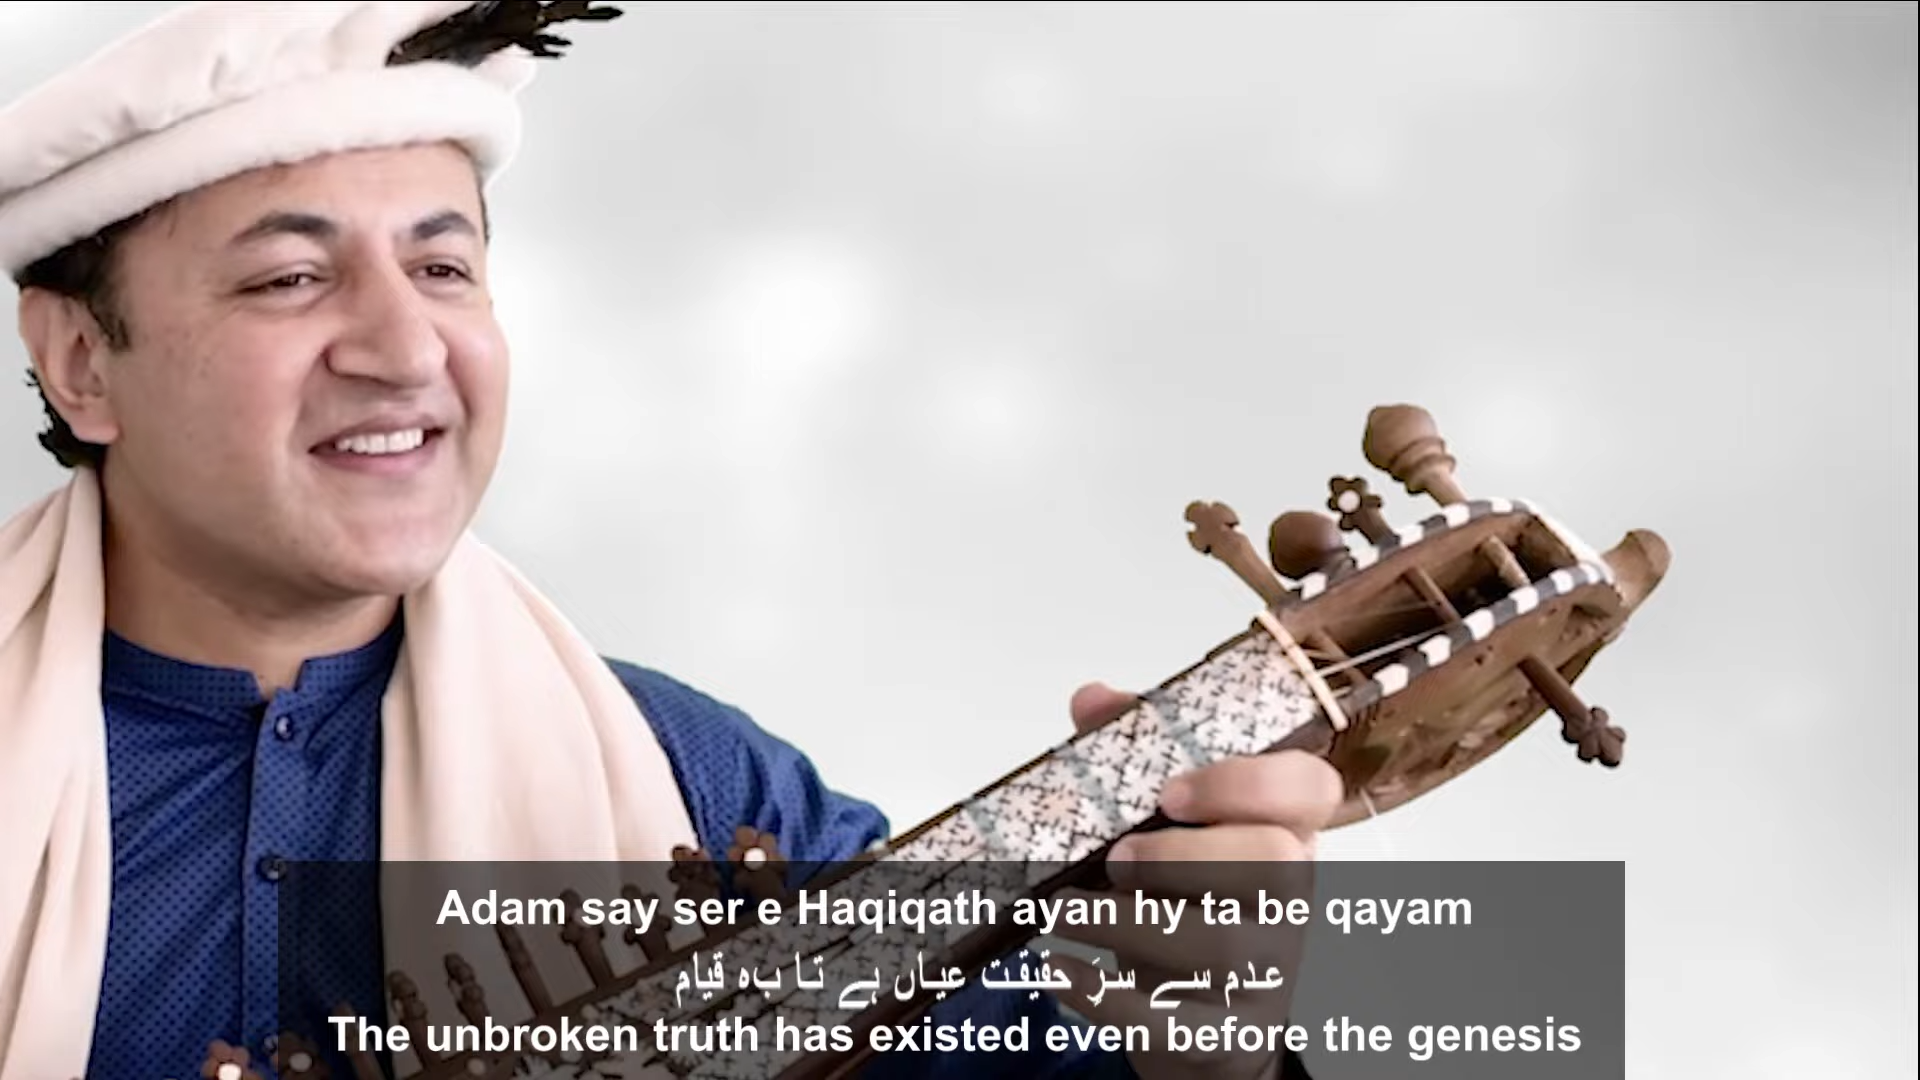 Adam say ser e Haqiqath ayan hy ta be qayam
عدم سے سرِّ حقیقت عیاں ہے تا بہ قیام
The unbroken truth has existed even before the genesis